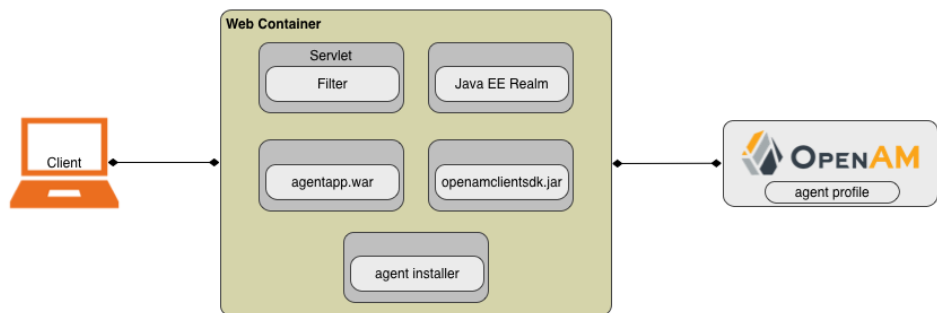 Web Container
Servlet
Filter
Java EE Realm
Client
agentapp.war
openamclientsdk.jar
OPENAM
agent profile
agent installer